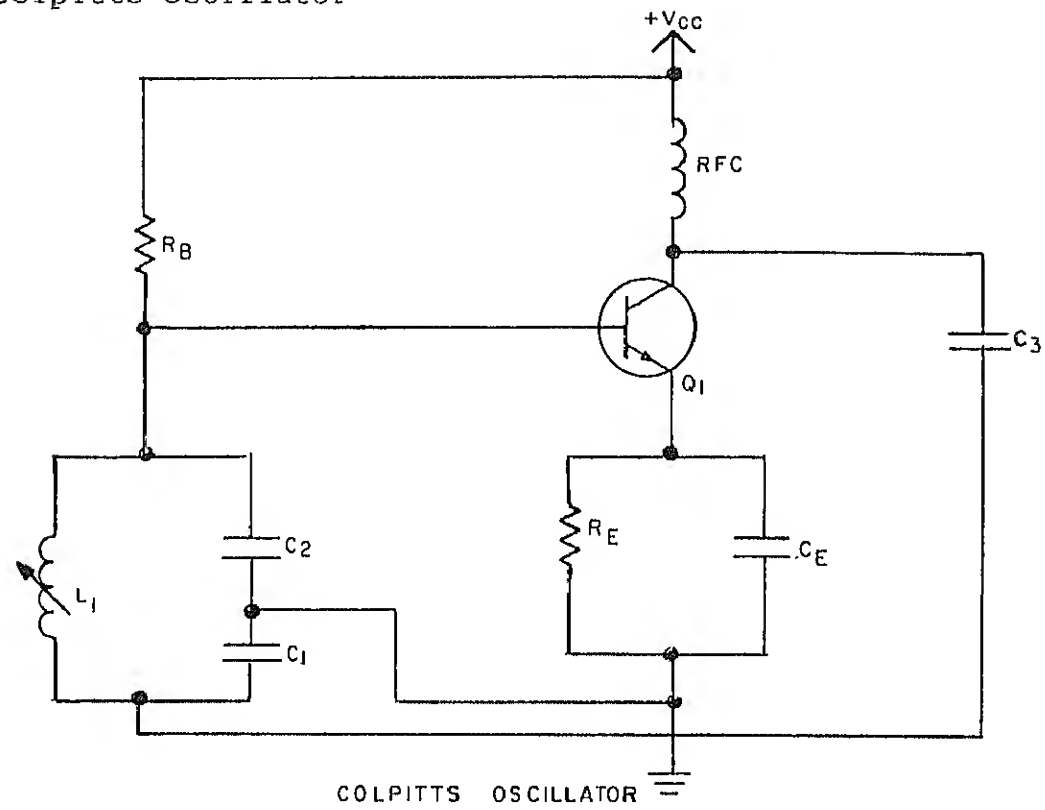 Colpitts Oscillator
+VCC
RFC
RB
C3
Q1
C2
RE
CE
L1
C1
COLPITTS OSCILLATOR